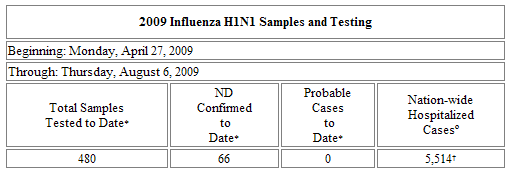 2009 Influenza H1N1 Samples and Testing
Beginning: Monday, April 27, 2009
Through: Thursday, August 6, 2009
Total Samples
Tested to Date*
ND
Confirmed
to
Date*
Probable
Cases
to
Date*
Nation-wide
Hospitalized
Cases°
480
66
0
5,514†